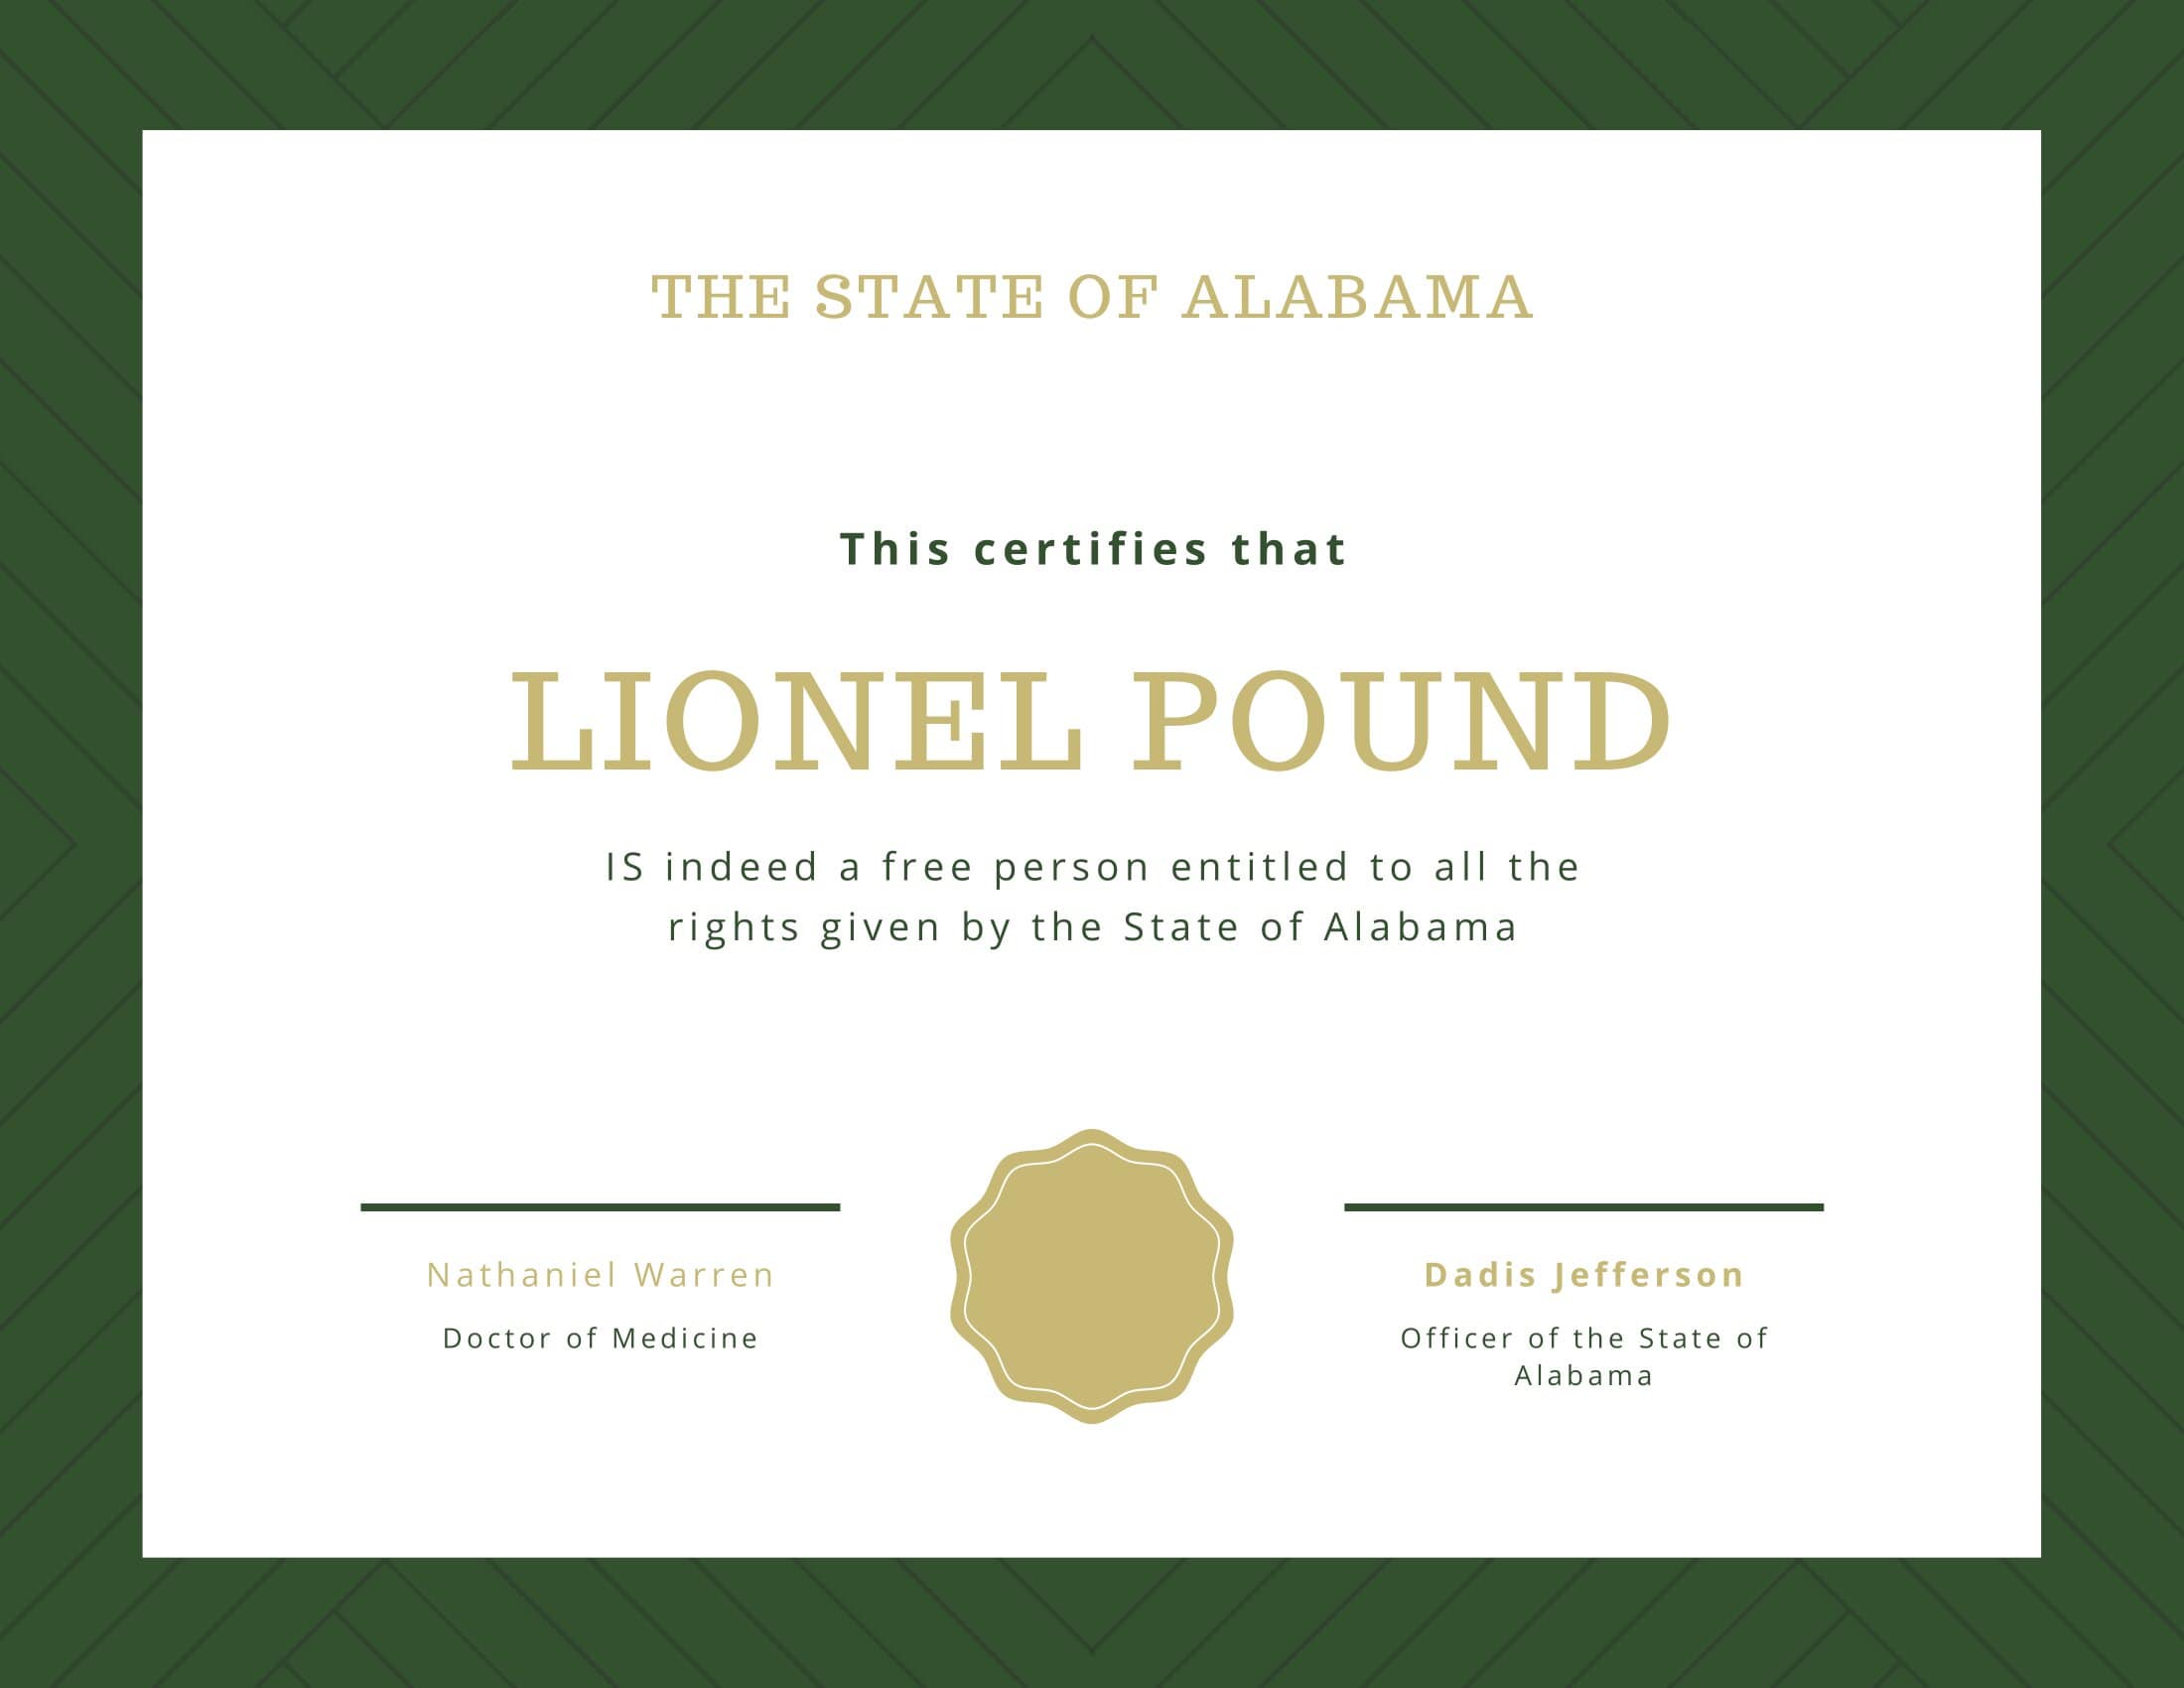 THE STATE OF ALABAMA
This certifies that
LIONEL POUND
IS indeed a free person entitled to all the
rights given by the State of Alabama
Nathaniel Warren
Doctor of Medicine
Dadis Jefferson
Officer of the State of
Alabama